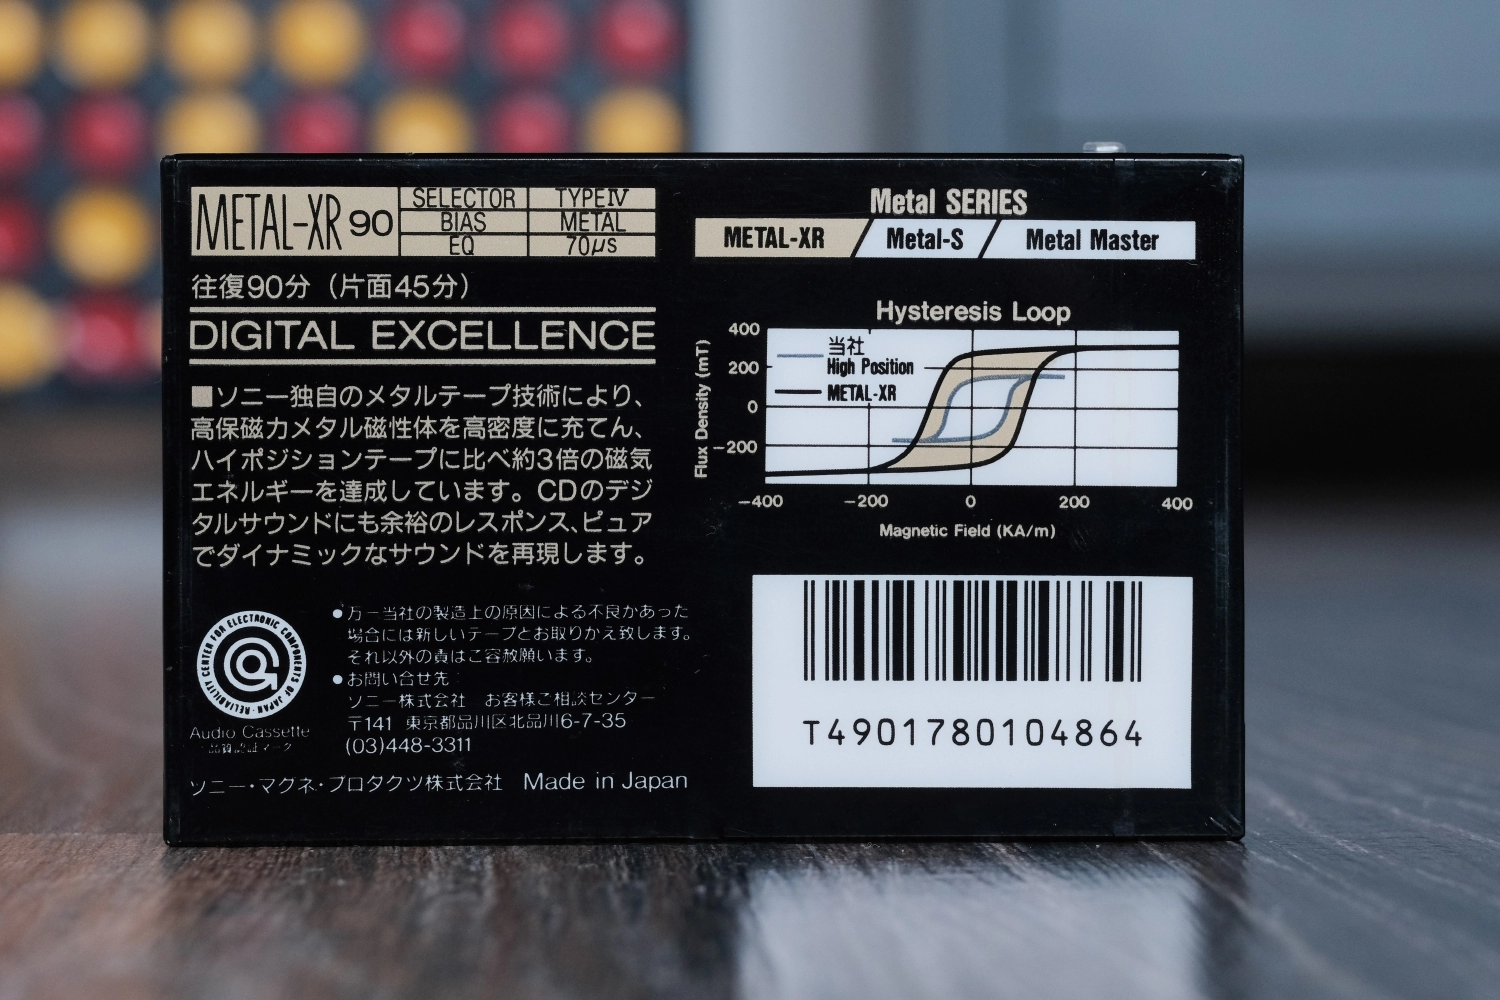 METAL-XR 90
SELECTOR TYPEⅣ
BIAS METAL
EQ 70μs
往復90分（片面45分）
DIGITAL EXCELLENCE
■ソニー独自のメタルテープ技術により、
高保磁力メタル磁性体を高密度に充てん、
ハイポジションテープに比べ約3倍の磁気
エネルギーを達成しています。CDのデジ
タルサウンドにも余裕のレスポンス、ピュア
でダイナミックなサウンドを再現します。
RELIABILITY CENTER FOR ELECTRONIC COMPONENTS OF JAPAN
Audio Cassette
品質認証マーク
●万一当社の製造上の原因による不良があった
場合には新しいテープとお取りかえ致します。
それ以外の責はご容赦願います。
●お問い合せ先
ソニー株式会社 お客様ご相談センター
〒141 東京都品川区北品川6-7-35
(03)448-3311
ソニー・マグネ・プロダクツ株式会社 Made in Japan
Metal SERIES
METAL-XR Metal-S Metal Master
Hysteresis Loop
Flux Density (mT)
400
200
0
−200
当社
High Position
METAL-XR
−400 −200 0 200 400
Magnetic Field (KA/m)
T4901780104864